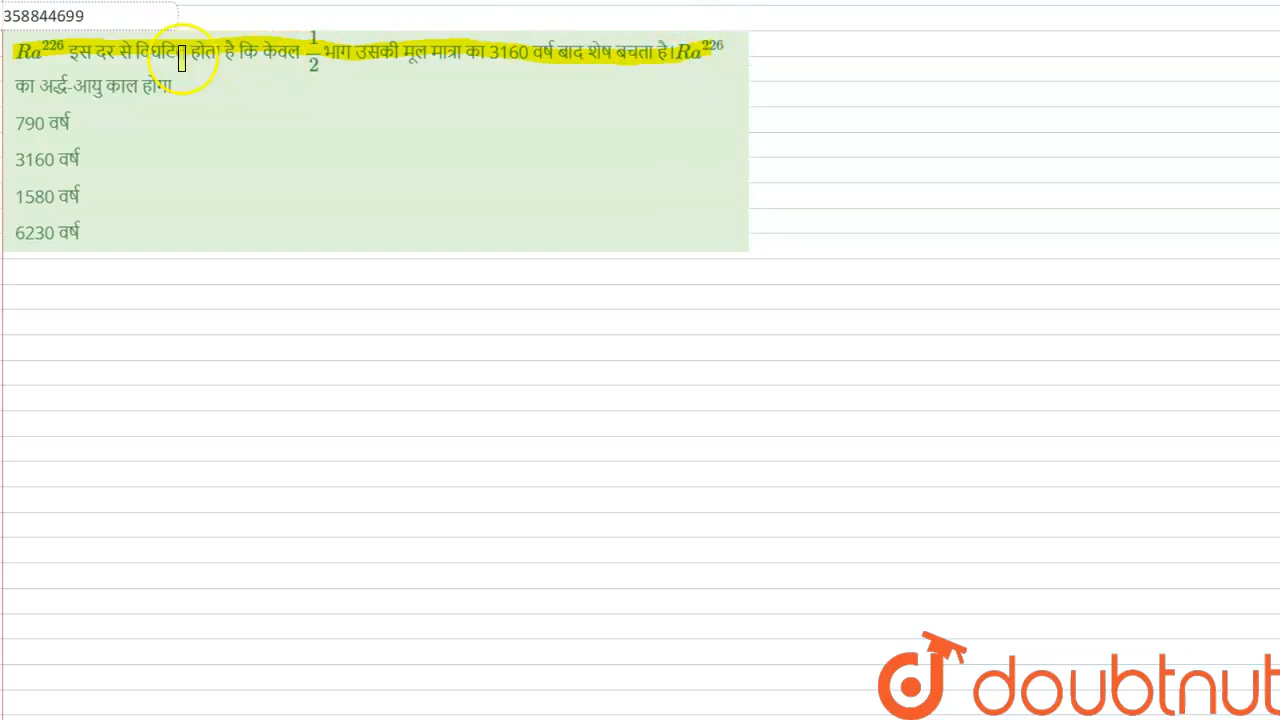 358844699
Ra^226 इस दर से विघटित होता है कि केवल 1/2 भाग उसकी मूल मात्रा का 3160 वर्ष बाद शेष बचता है। Ra^226
का अर्द्ध-आयु काल होगा
790 वर्ष
3160 वर्ष
1580 वर्ष
6230 वर्ष
doubtnut